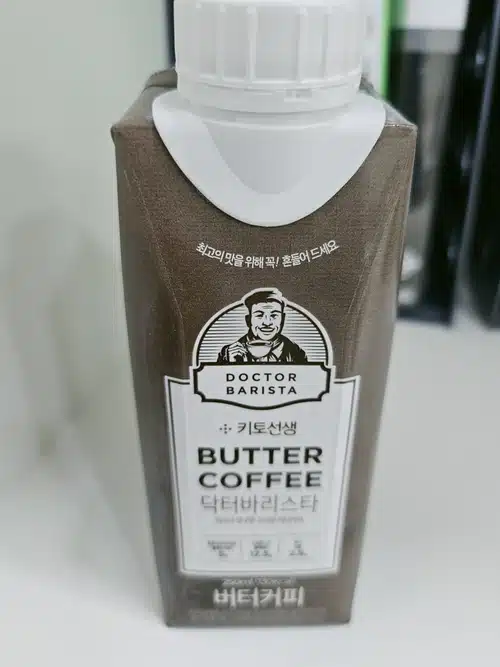 최고의 맛을 위해 꼭! 흔들어 드세요
DOCTOR
BARISTA
키토선생
BUTTER
COFFEE
닥터바리스타
버터커피